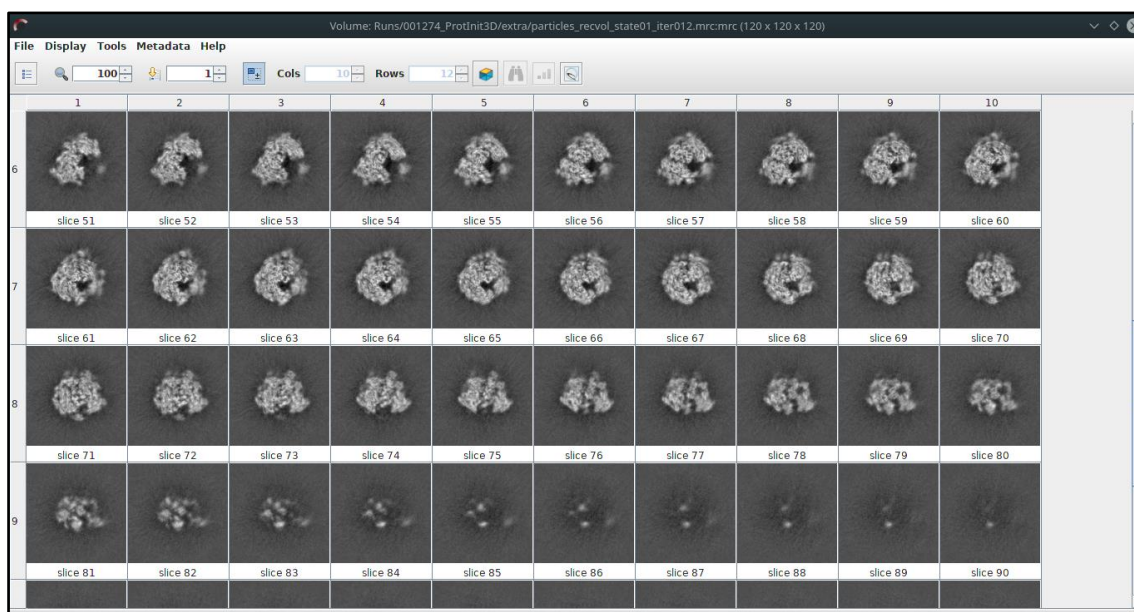 Volume: Runs/001274_ProtInit3D/extra/particles_recvol_state01_iter012.mrc:mrc (120 x 120 x 120)
File Display Tools Metadata Help
100 1 Cols 10 Rows 12
1 2 3 4 5 6 7 8 9 10
6
slice 51 slice 52 slice 53 slice 54 slice 55 slice 56 slice 57 slice 58 slice 59 slice 60
7
slice 61 slice 62 slice 63 slice 64 slice 65 slice 66 slice 67 slice 68 slice 69 slice 70
8
slice 71 slice 72 slice 73 slice 74 slice 75 slice 76 slice 77 slice 78 slice 79 slice 80
9
slice 81 slice 82 slice 83 slice 84 slice 85 slice 86 slice 87 slice 88 slice 89 slice 90